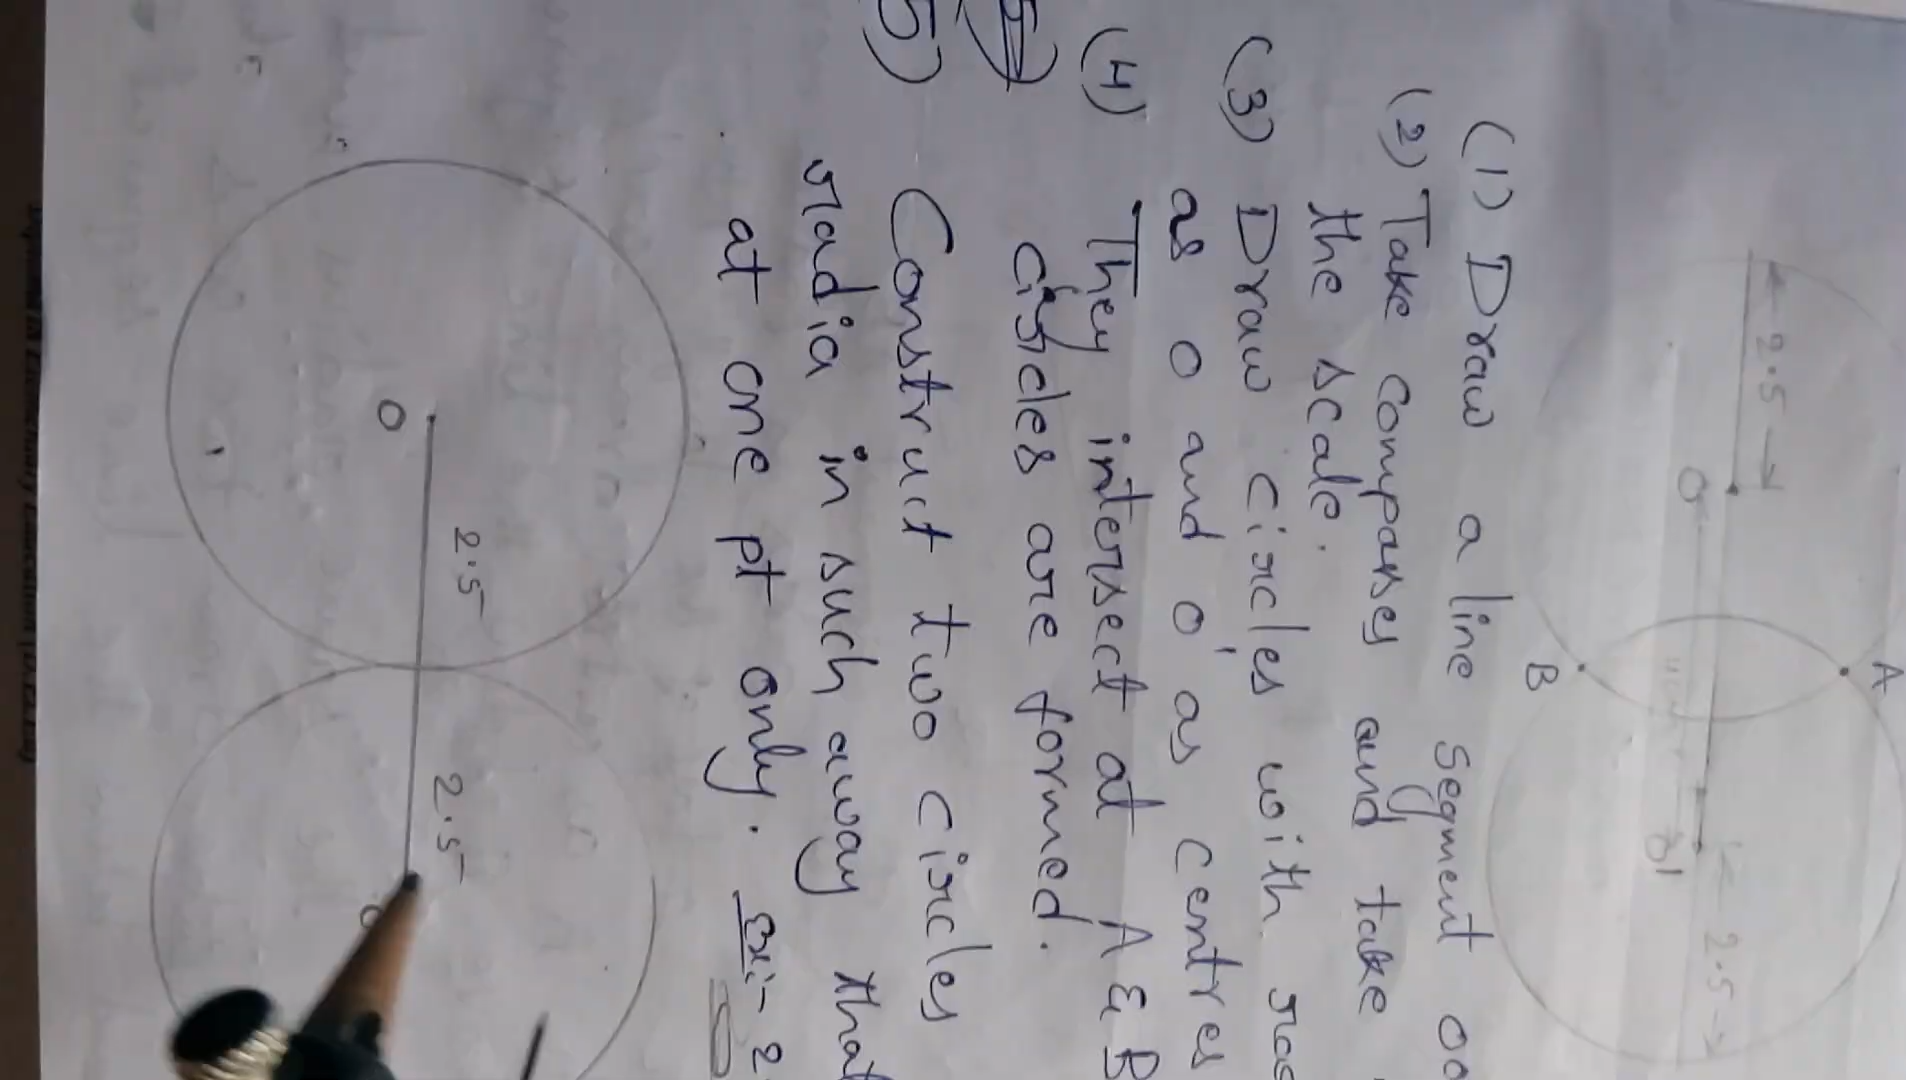 A
← 2.5 →
O
O'
← 2.5 →
B
(1) Draw a line segment
(2) Take compasses and take
the scale.
(3) Draw circles with
as O and O' as centres
(4) They intersect at A & B
circles are formed.
5)
5) Construct two circles
radia in such away that
at one pt only.
2.5
2.5
O